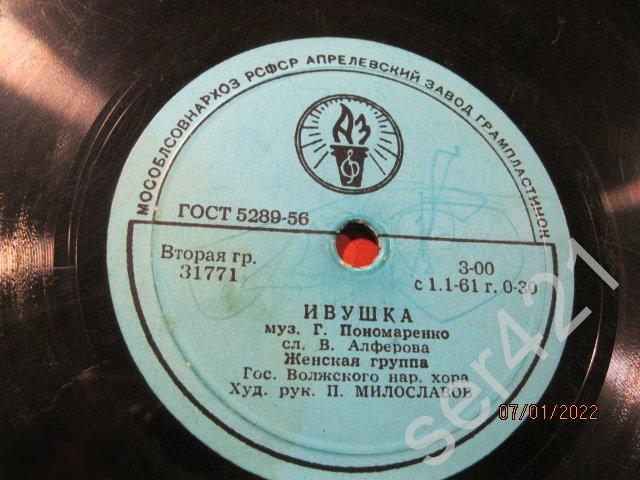 МОСОБЛСОВНАРХОЗ РСФСР АПРЕЛЕВСКИЙ ЗАВОД ГРАМПЛАСТИНОК
АЗ
ГОСТ 5289-56
Вторая гр.
31771
3-00
с 1.1-61 г. 0-30
ИВУШКА
муз. Г. Пономаренко
сл. В. Алферова
Женская группа
Гос. Волжского нар. хора
Худ. рук. П. МИЛОСЛАВОВ
07/01/2022
ser421